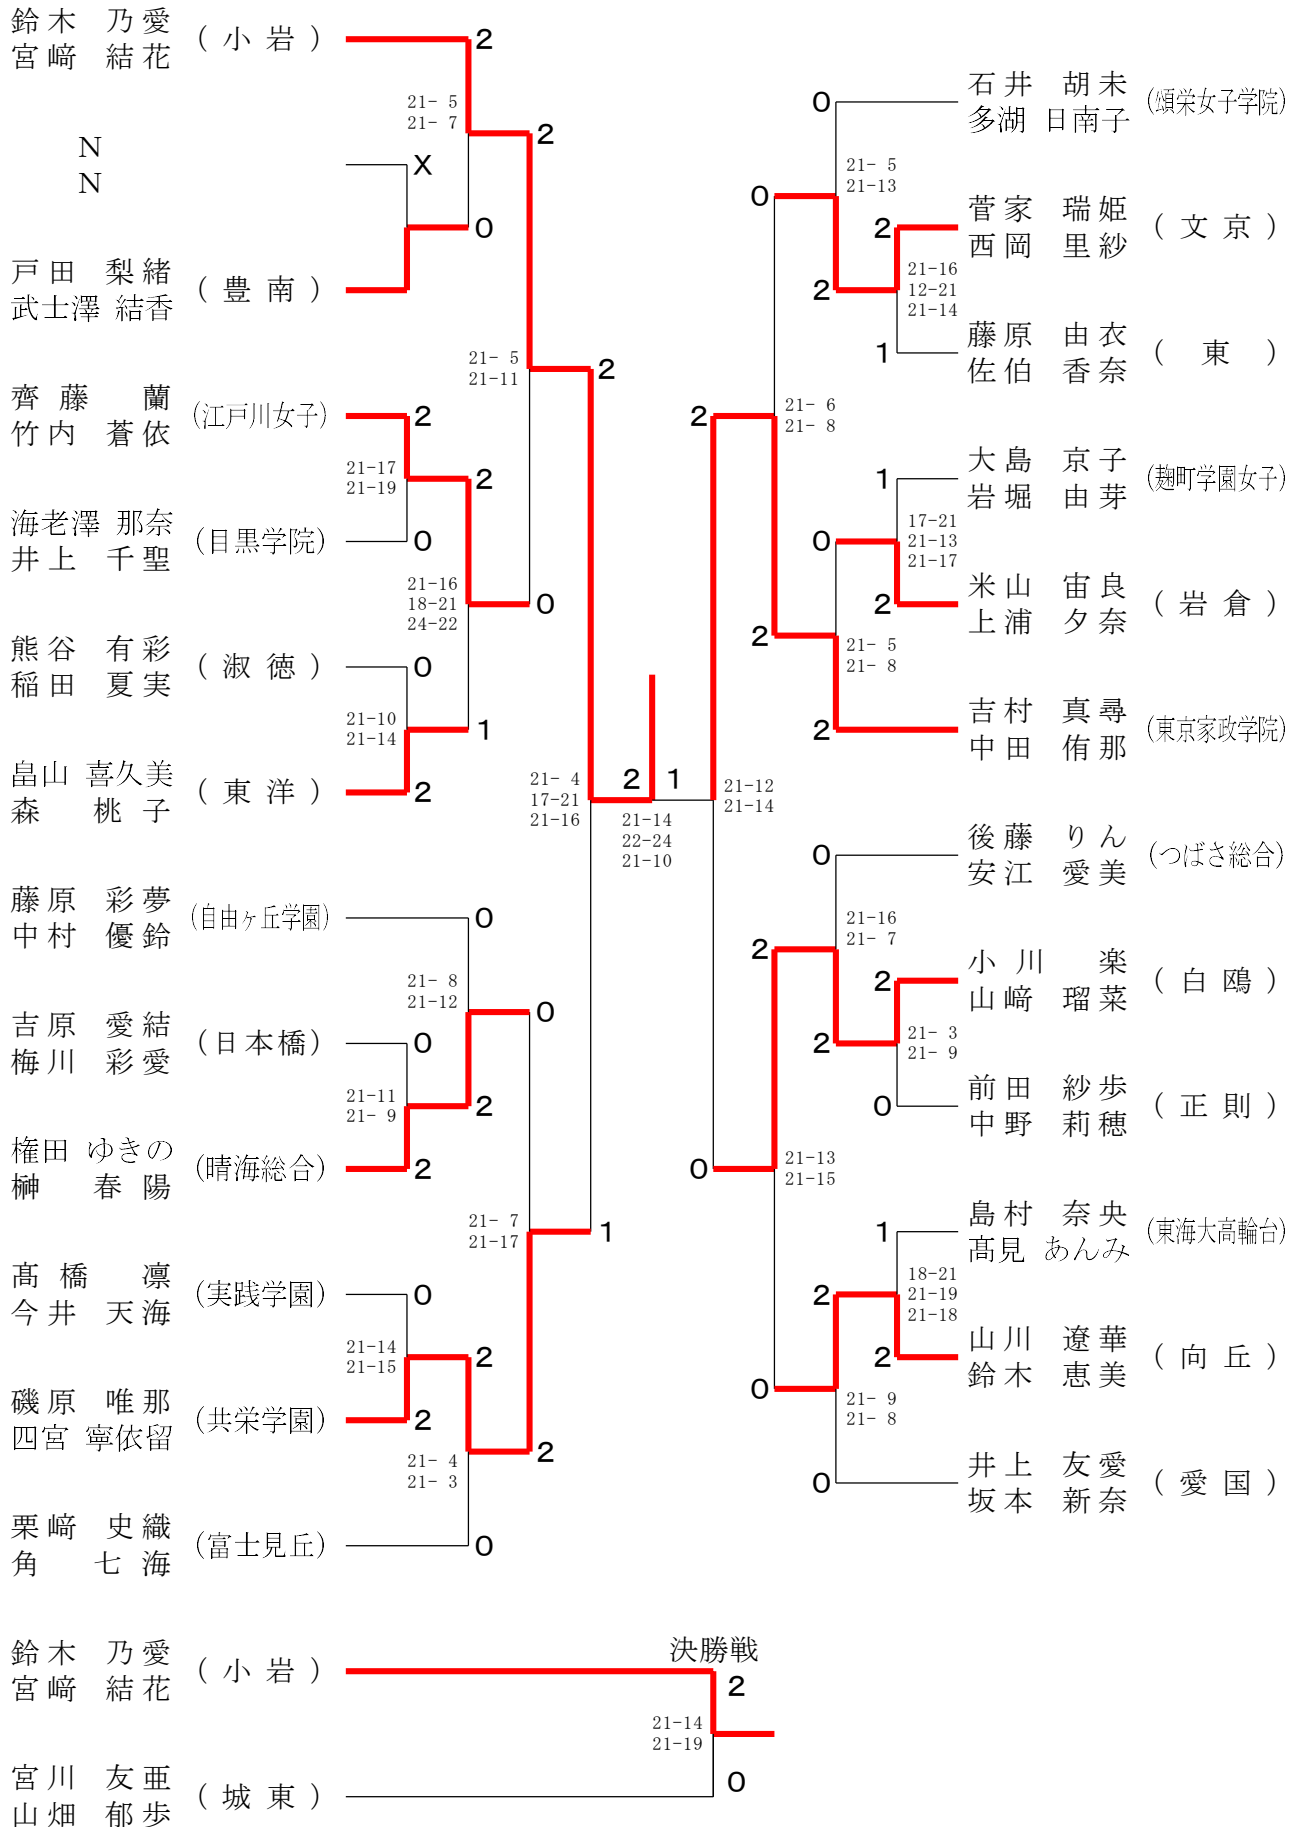 鈴木 乃愛
宮﨑 結花
(小岩)
2
21- 5
21- 7
2
N
N
X
0
戸田 梨緒
武士澤 結香
(豊南)
21- 5
21-11
2
齊藤 蘭
竹内 蒼依
(江戸川女子)
2
21-17
21-19
2
海老澤 那奈
井上 千聖
(目黒学院)
0
21-16
18-21
24-22
0
熊谷 有彩
稲田 夏実
(淑徳)
0
21-10
21-14
1
畠山 喜久美
森 桃子
(東洋)
2
21- 4
17-21
21-16
2
1
21-14
22-24
21-10
藤原 彩夢
中村 優鈴
(自由ヶ丘学園)
0
21- 8
21-12
0
吉原 愛結
梅川 彩愛
(日本橋)
0
21-11
21- 9
2
権田 ゆきの
榊 春陽
(晴海総合)
2
21- 7
21-17
1
髙橋 凛
今井 天海
(実践学園)
0
21-14
21-15
2
磯原 唯那
四宮 寧依留
(共栄学園)
2
21- 4
21- 3
2
栗﨑 史織
角 七海
(富士見丘)
0
0
石井 胡未
多湖 日南子
(頌栄女子学院)
21- 5
21-13
0
2
菅家 瑞姫
西岡 里紗
(文京)
2
21-16
12-21
21-14
1
藤原 由衣
佐伯 香奈
(東)
2
21- 6
21- 8
1
大島 京子
岩堀 由芽
(麹町学園女子)
0
17-21
21-13
21-17
2
米山 宙良
上浦 夕奈
(岩倉)
2
21- 5
21- 8
2
吉村 真尋
中田 侑那
(東京家政学院)
21-12
21-14
0
後藤 りん
安江 愛美
(つばさ総合)
21-16
21- 7
2
2
小川 楽
山﨑 瑠菜
(白鴎)
2
21- 3
21- 9
0
前田 紗歩
中野 莉穂
(正則)
0
21-13
21-15
1
島村 奈央
髙見 あんみ
(東海大高輪台)
2
18-21
21-19
21-18
2
山川 遼華
鈴木 恵美
(向丘)
0
21- 9
21- 8
0
井上 友愛
坂本 新奈
(愛国)
決勝戦
鈴木 乃愛
宮﨑 結花
(小岩)
2
21-14
21-19
宮川 友亜
山畑 郁歩
(城東)
0